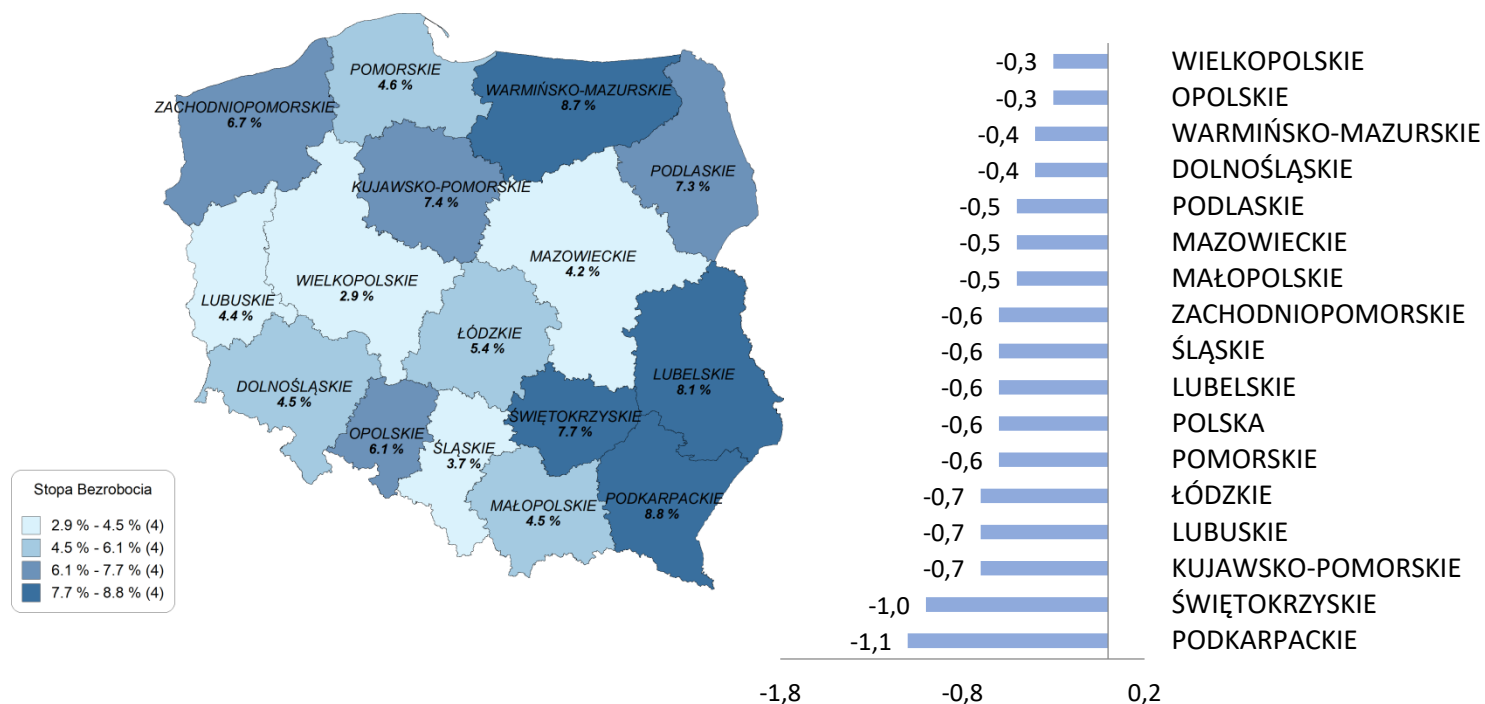 POMORSKIE
4.6 %
WARMIŃSKO-MAZURSKIE
8.7 %
ZACHODNIOPOMORSKIE
6.7 %
PODLASKIE
7.3 %
KUJAWSKO-POMORSKIE
7.4 %
MAZOWIECKIE
4.2 %
WIELKOPOLSKIE
2.9 %
LUBUSKIE
4.4 %
ŁÓDZKIE
5.4 %
LUBELSKIE
8.1 %
DOLNOŚLĄSKIE
4.5 %
ŚWIĘTOKRZYSKIE
7.7 %
OPOLSKIE
6.1 %
ŚLĄSKIE
3.7 %
MAŁOPOLSKIE
4.5 %
PODKARPACKIE
8.8 %
Stopa Bezrobocia
2.9 % - 4.5 % (4)
4.5 % - 6.1 % (4)
6.1 % - 7.7 % (4)
7.7 % - 8.8 % (4)
-0,3 WIELKOPOLSKIE
-0,3 OPOLSKIE
-0,4 WARMIŃSKO-MAZURSKIE
-0,4 DOLNOŚLĄSKIE
-0,5 PODLASKIE
-0,5 MAZOWIECKIE
-0,5 MAŁOPOLSKIE
-0,6 ZACHODNIOPOMORSKIE
-0,6 ŚLĄSKIE
-0,6 LUBELSKIE
-0,6 POLSKA
-0,6 POMORSKIE
-0,7 ŁÓDZKIE
-0,7 LUBUSKIE
-0,7 KUJAWSKO-POMORSKIE
-1,0 ŚWIĘTOKRZYSKIE
-1,1 PODKARPACKIE
-1,8 -0,8 0,2